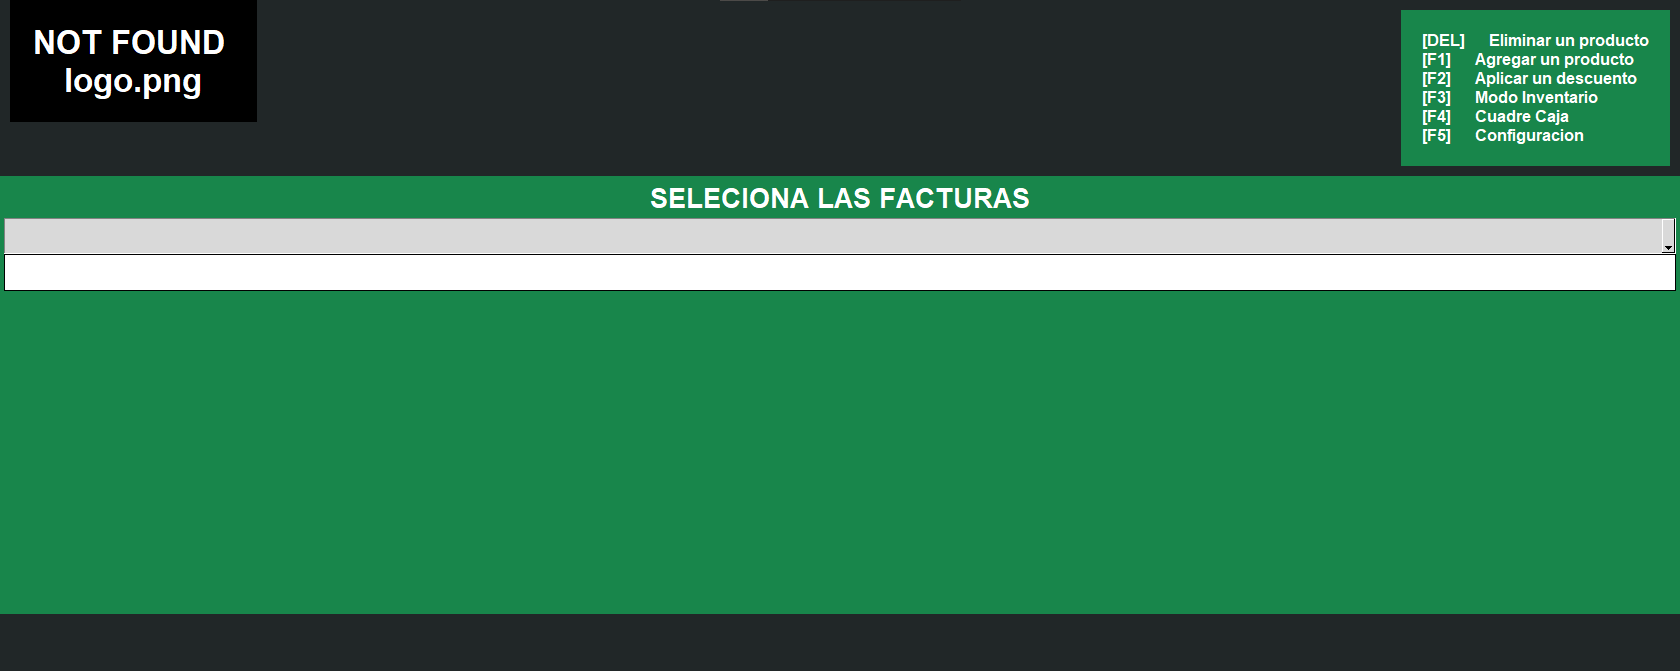 NOT FOUND
logo.png
[DEL] Eliminar un producto
[F1] Agregar un producto
[F2] Aplicar un descuento
[F3] Modo Inventario
[F4] Cuadre Caja
[F5] Configuracion
SELECIONA LAS FACTURAS